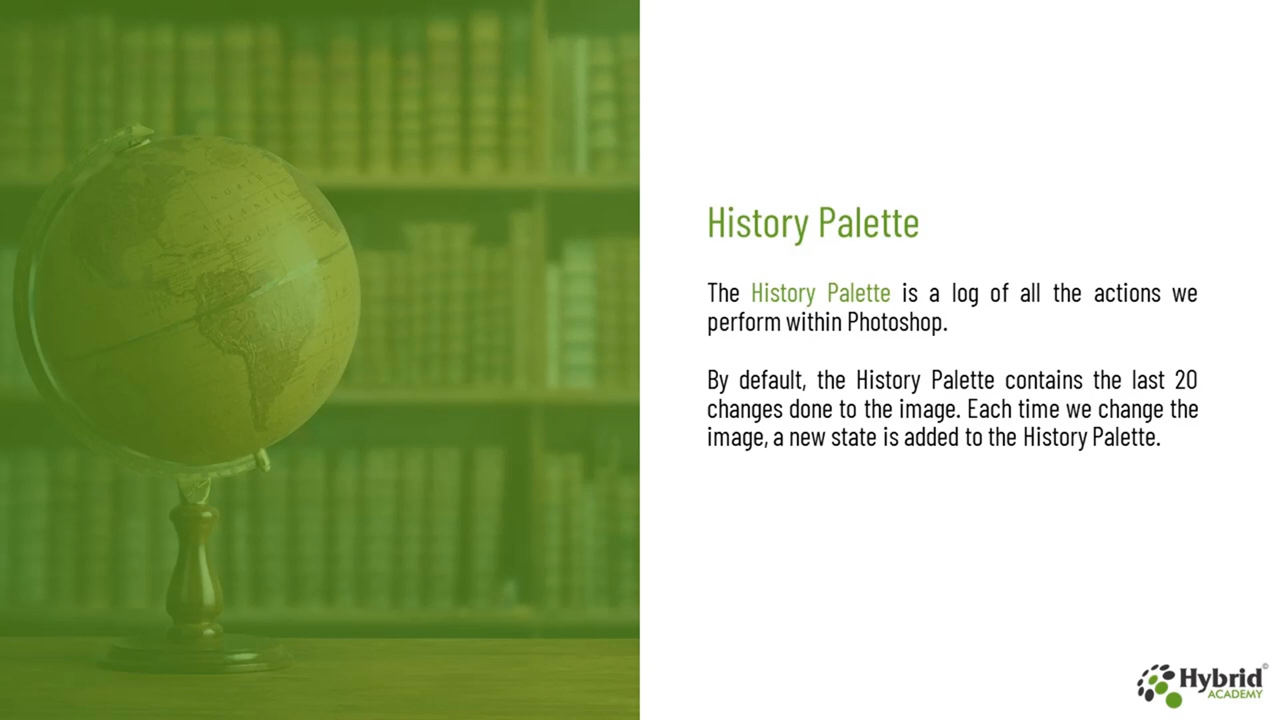 History Palette
The History Palette is a log of all the actions we
perform within Photoshop.
By default, the History Palette contains the last 20
changes done to the image. Each time we change the
image, a new state is added to the History Palette.
Hybrid©
ACADEMY